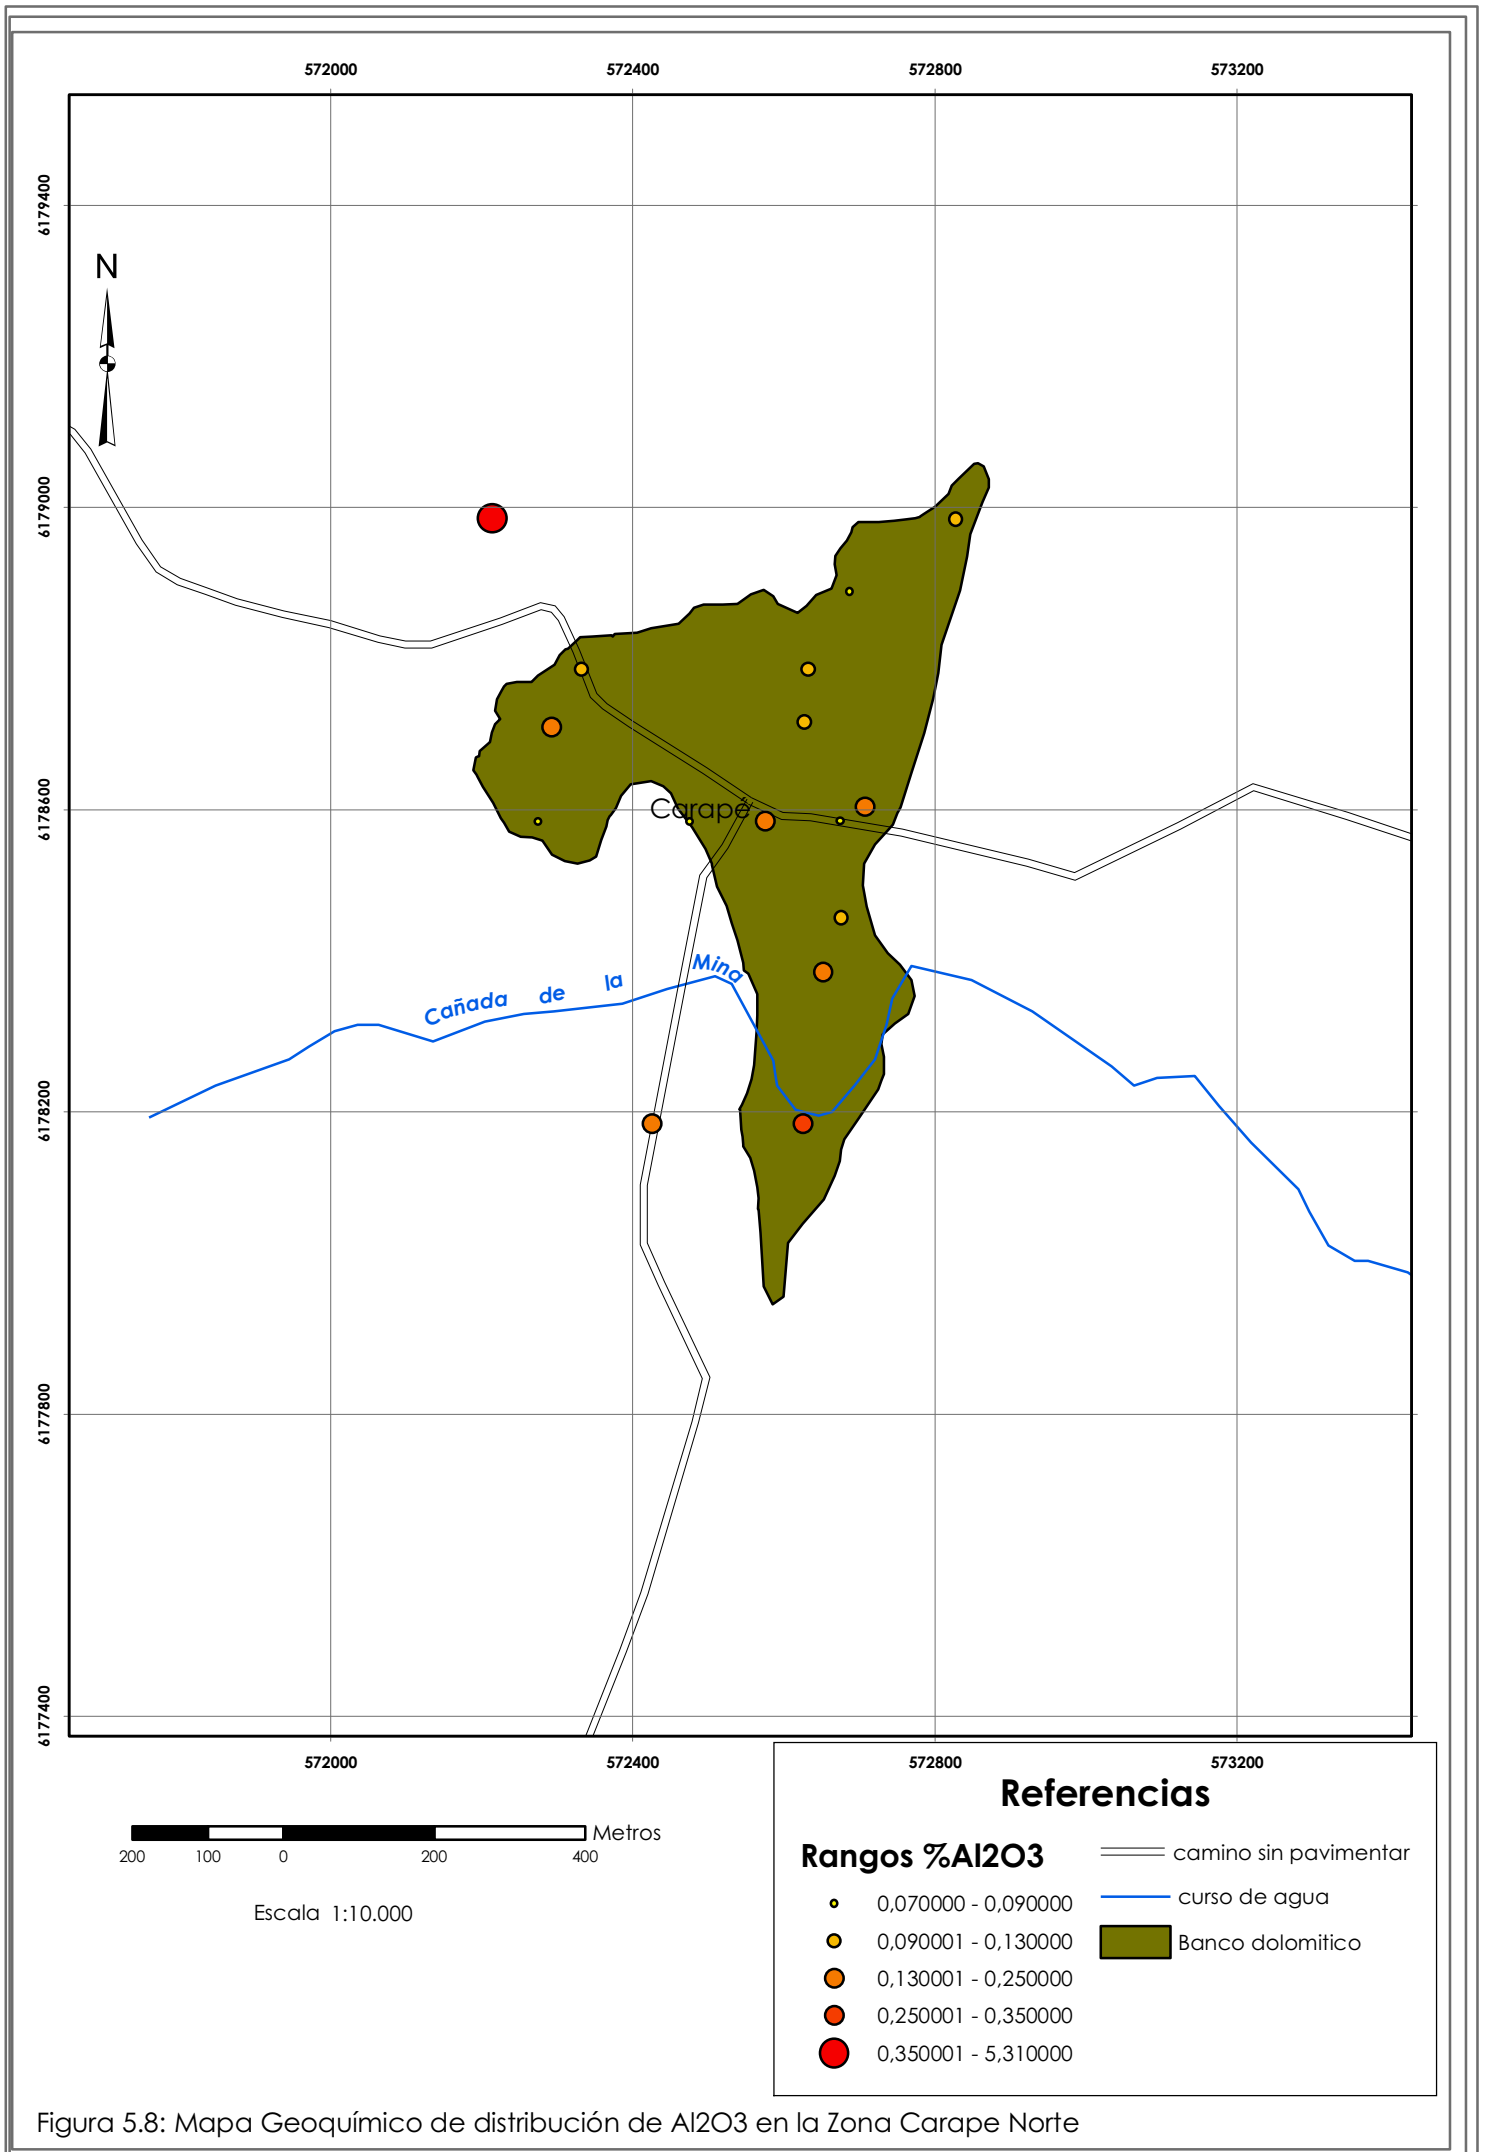 572000 572400 572800 573200
6179400
N
6179000
6178600
Carape
Cañada de la Mina
6178200
6177800
6177400
572000 572400 572800 573200
Referencias
Metros
200 100 0 200 400
Escala 1:10.000
Rangos %Al2O3
0,070000 - 0,090000
0,090001 - 0,130000
0,130001 - 0,250000
0,250001 - 0,350000
0,350001 - 5,310000
camino sin pavimentar
curso de agua
Banco dolomitico
Figura 5.8: Mapa Geoquímico de distribución de Al2O3 en la Zona Carape Norte